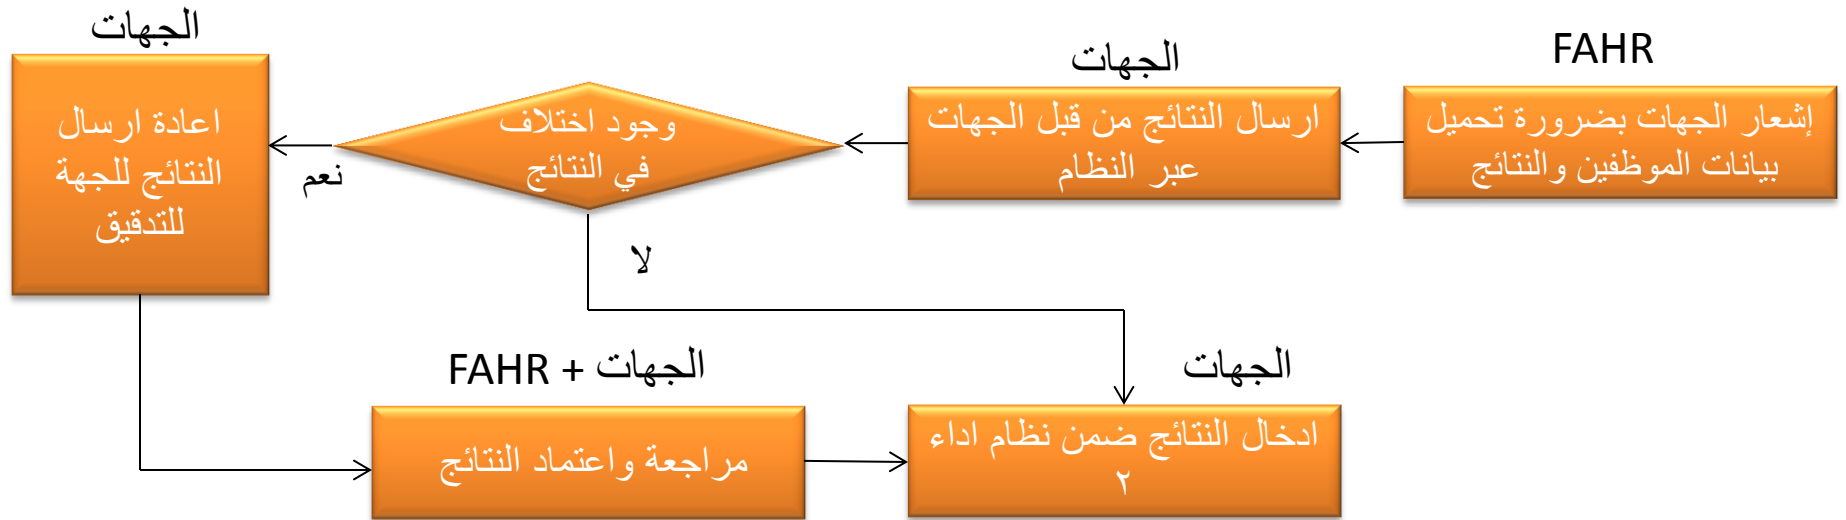 FAHR
إشعار الجهات بضرورة تحميل
بيانات الموظفين والنتائج
الجهات
ارسال النتائج من قبل الجهات
عبر النظام
وجود اختلاف
في النتائج
نعم
لا
الجهات
اعادة ارسال
النتائج للجهة
للتدقيق
FAHR + الجهات
مراجعة واعتماد النتائج
الجهات
ادخال النتائج ضمن نظام اداء
٢